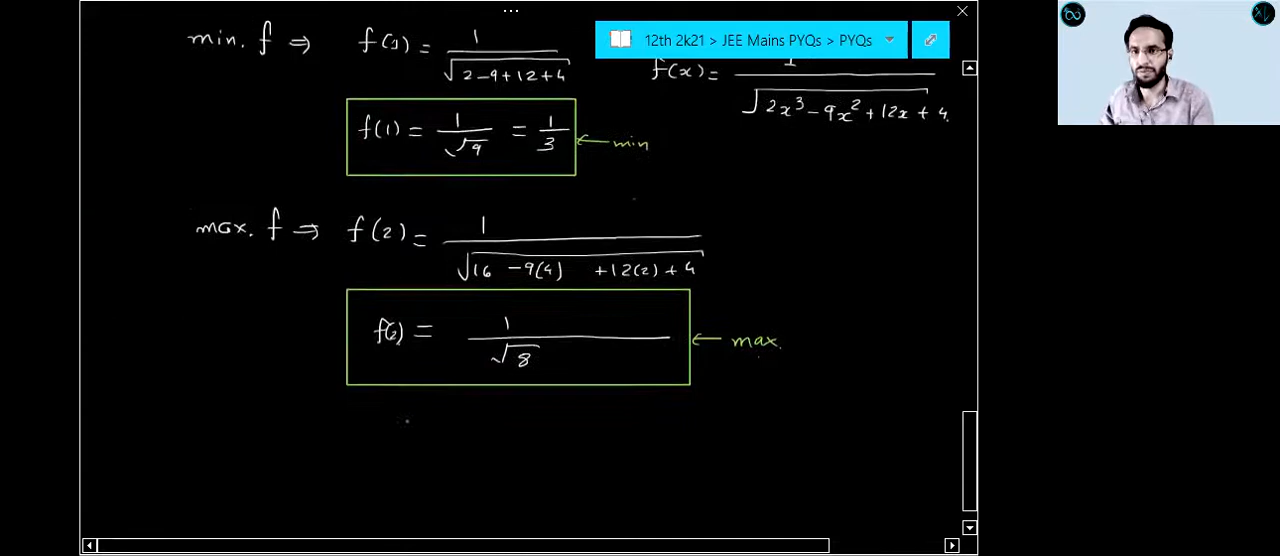 min. f ⇒ f(1) = 1/√(2-9+12+4)
12th 2k21 > JEE Mains PYQs > PYQs
f(x) = 1/√(2x³ - 9x² + 12x + 4)
f(1) = 1/√9 = 1/3 ← min
max. f ⇒ f(2) = 1/√(16 -9(4) +12(2) + 4)
f(2) = 1/√8 ← max.